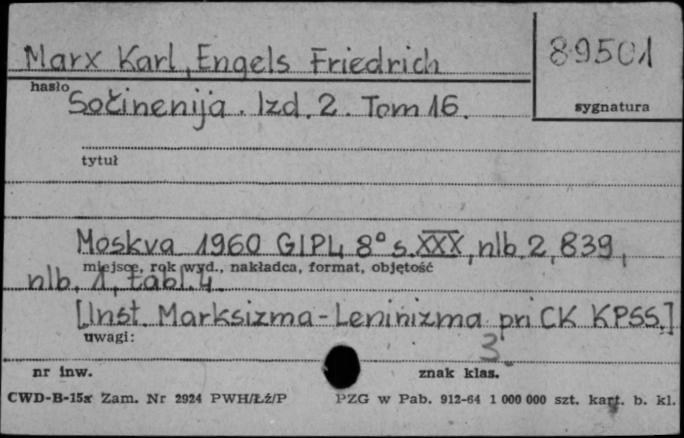 Marx Karl, Engels Friedrich
89501
hasło
Sočinenija. Izd. 2. Tom 16.
sygnatura
tytuł
Moskva 1960 GIPL 8° s. XXX, nlb. 2, 839,
miejsce, rok wyd., nakładca, format, objętość
nlb. 1, tabl. 4.
[Inst. Marksizma-Leninizma pri CK KPSS.]
uwagi:
3
nr inw.
znak klas.
CWD-B-15a Zam. Nr 2924 PWH/Łź/P PZG w Pab. 912-64 1 000 000 szt. kart. b. kl.